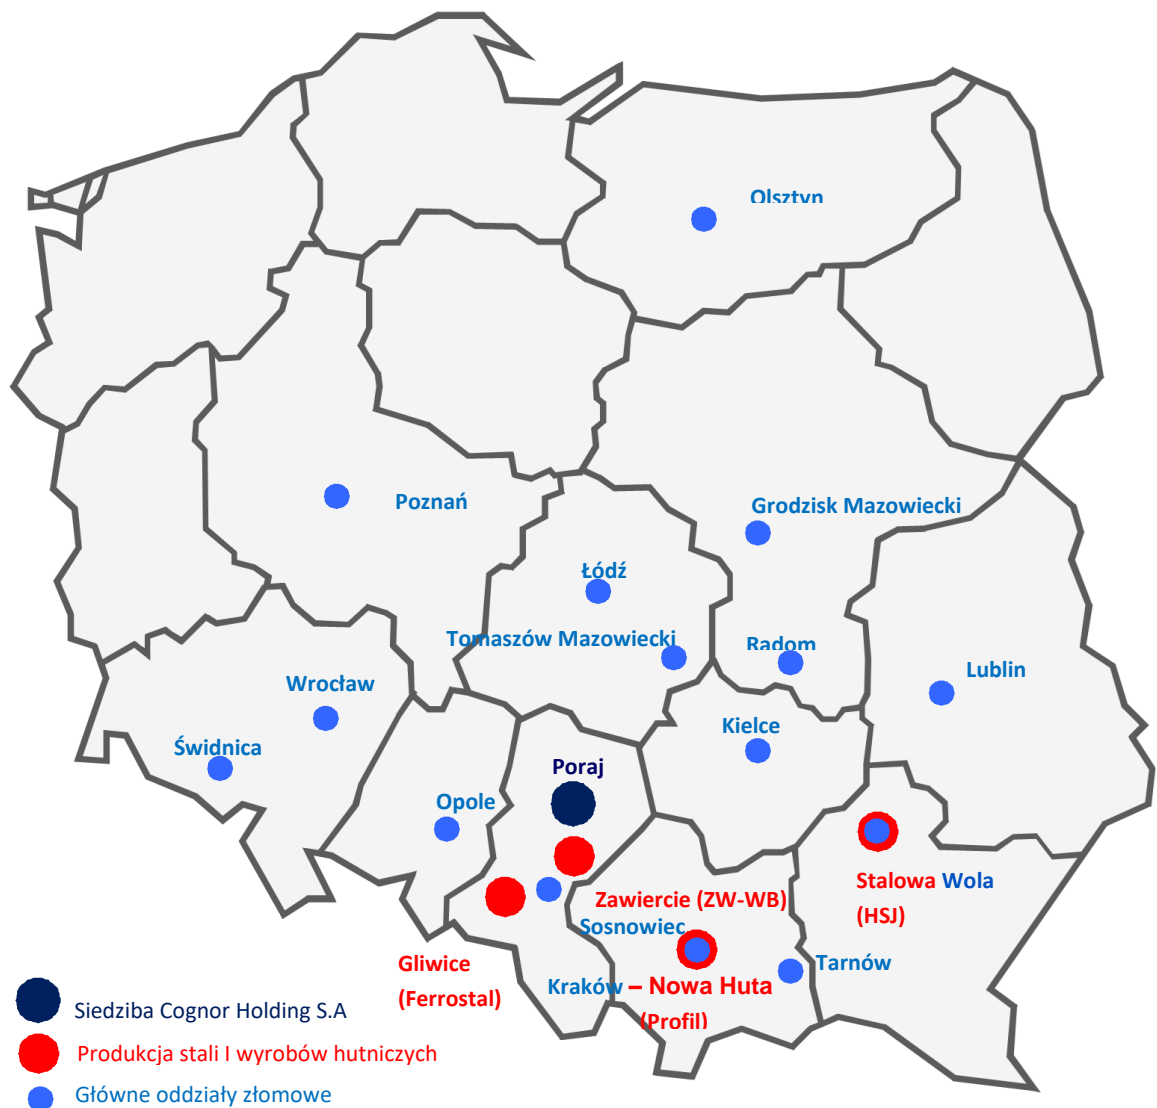 Olsztyn
Poznań
Grodzisk Mazowiecki
Łódź
Tomaszów Mazowiecki
Radom
Lublin
Wrocław
Kielce
Świdnica
Poraj
Opole
Stalowa Wola
(HSJ)
Zawiercie (ZW-WB)
Sosnowiec
Gliwice
(Ferrostal)
Tarnów
Kraków – Nowa Huta
(Profil)
Siedziba Cognor Holding S.A
Produkcja stali I wyrobów hutniczych
Główne oddziały złomowe